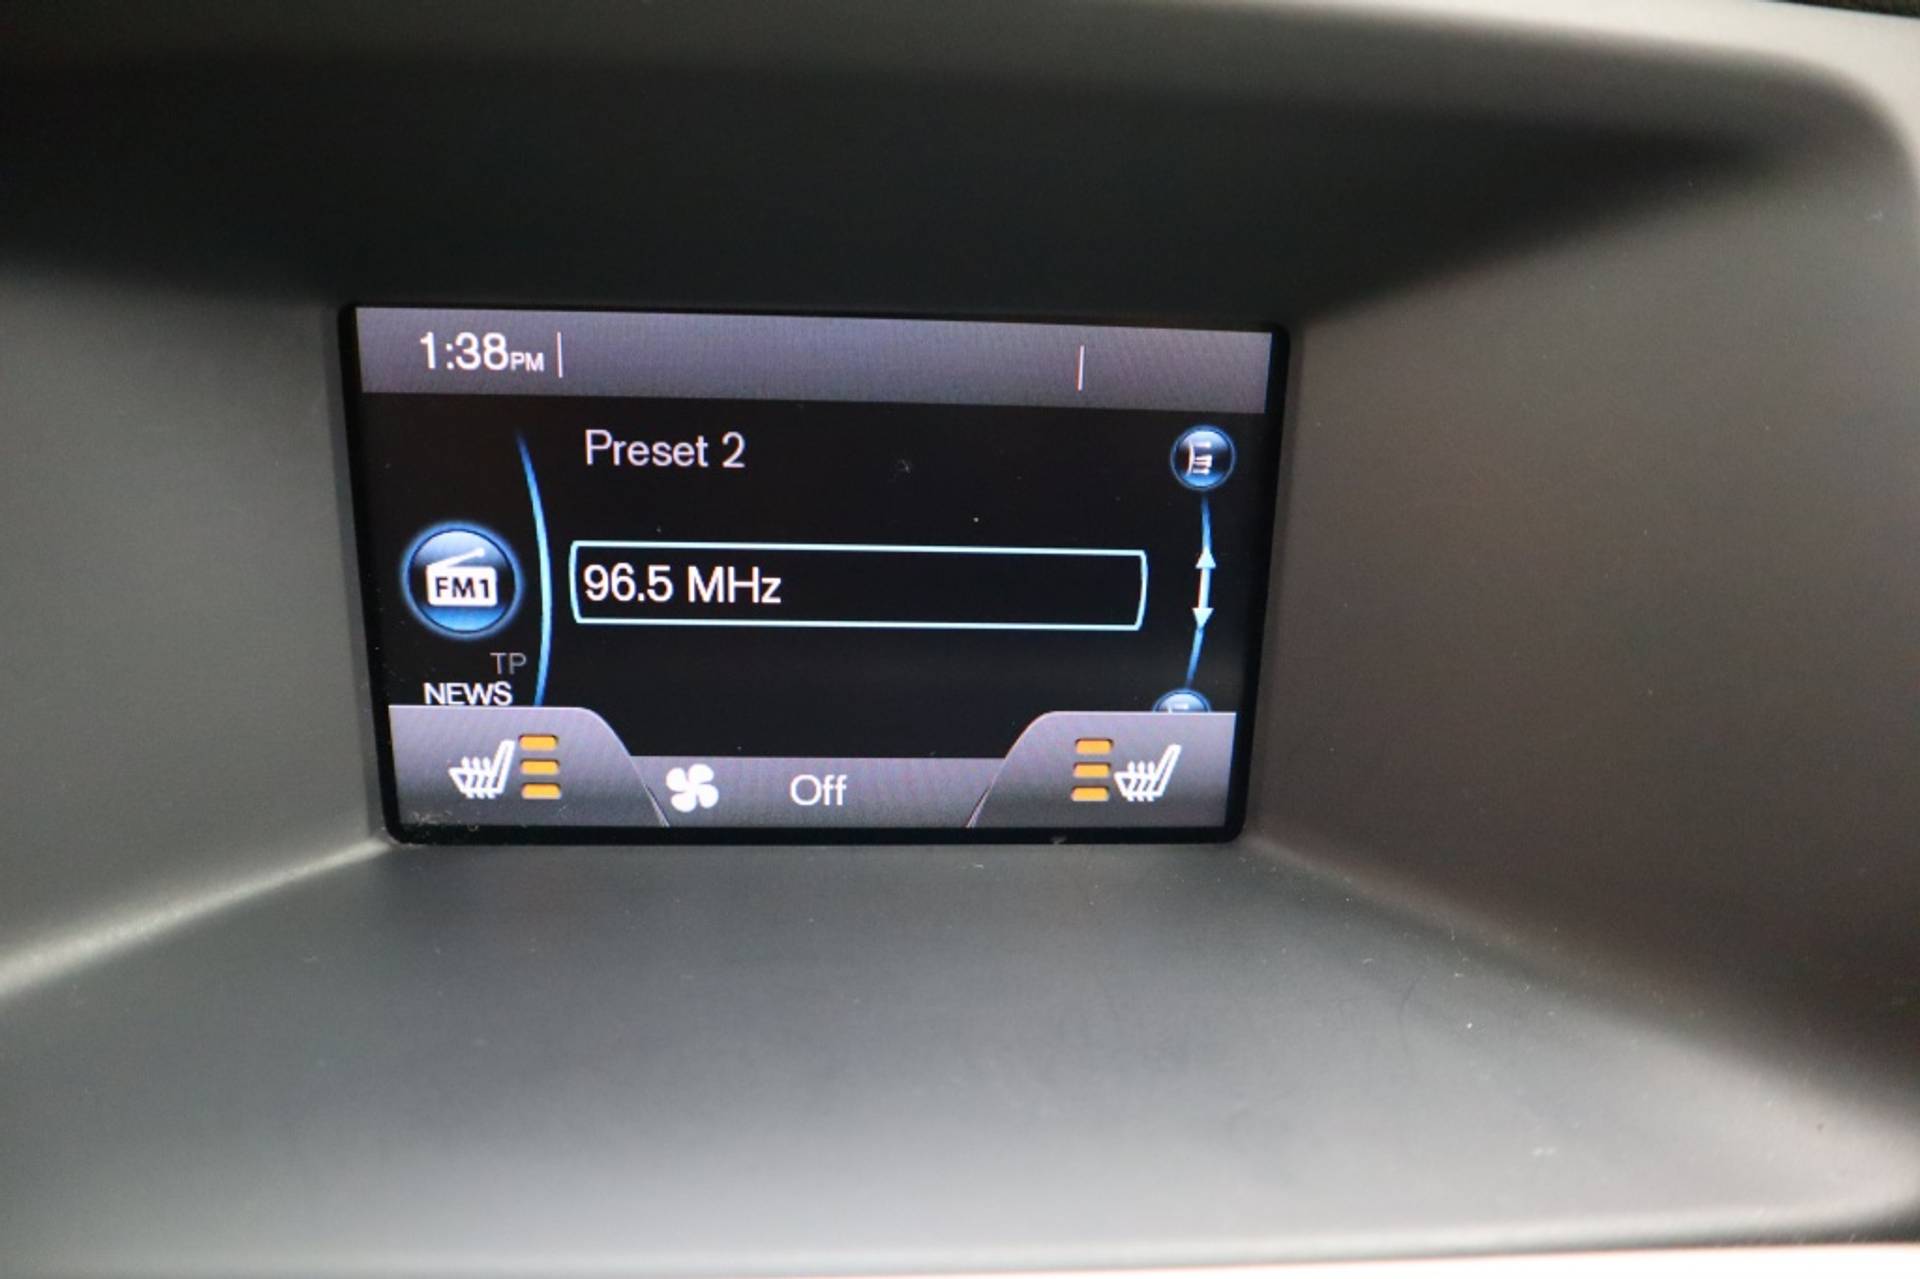 1:38PM
Preset 2
FM1
96.5 MHz
TP
NEWS
Off